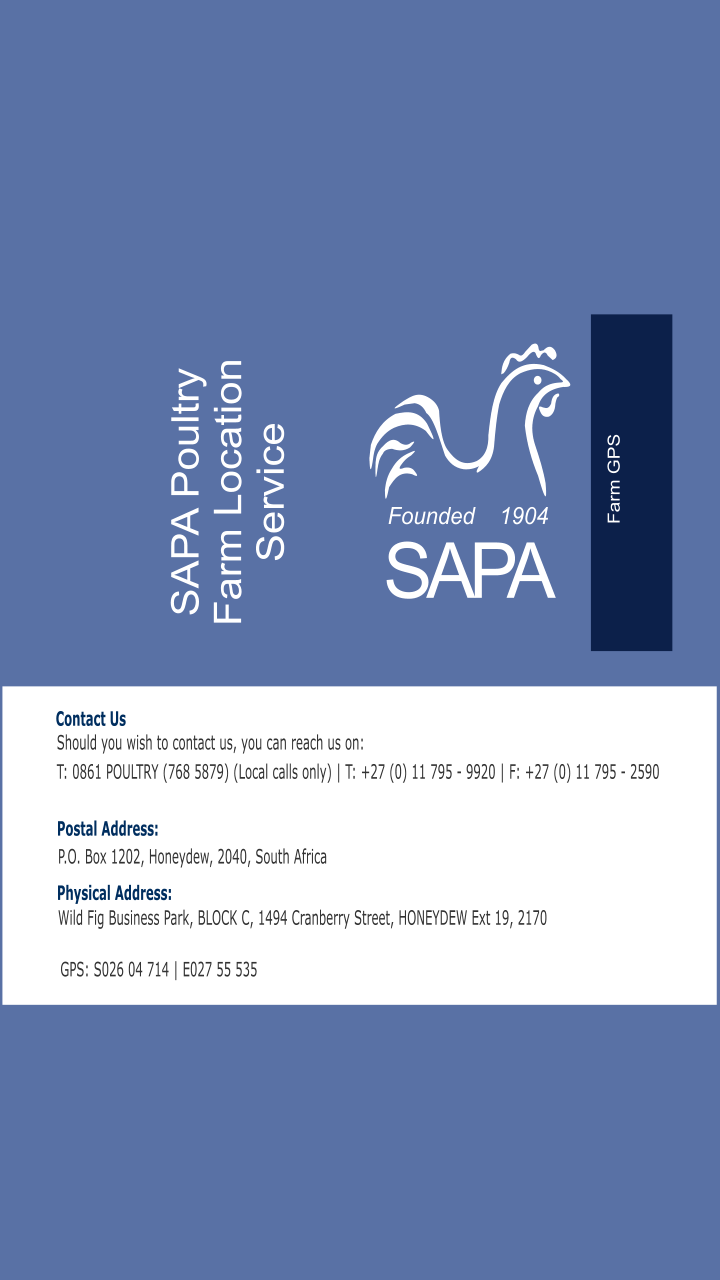 SAPA Poultry
Farm Location
Service
Founded 1904
SAPA
Farm GPS
Contact Us
Should you wish to contact us, you can reach us on:
T: 0861 POULTRY (768 5879) (Local calls only) | T: +27 (0) 11 795 - 9920 | F: +27 (0) 11 795 - 2590
Postal Address:
P.O. Box 1202, Honeydew, 2040, South Africa
Physical Address:
Wild Fig Business Park, BLOCK C, 1494 Cranberry Street, HONEYDEW Ext 19, 2170
GPS: S026 04 714 | E027 55 535